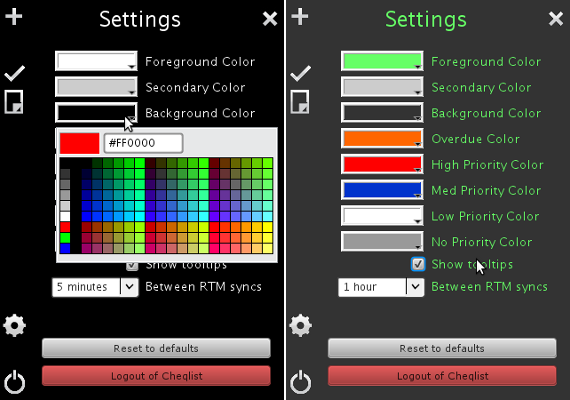 Settings
Foreground Color
Secondary Color
Background Color
#FF0000
Show tooltips
5 minutes
Between RTM syncs
Reset to defaults
Logout of Cheqlist
Settings
Foreground Color
Secondary Color
Background Color
Overdue Color
High Priority Color
Med Priority Color
Low Priority Color
No Priority Color
Show tooltips
1 hour
Between RTM syncs
Reset to defaults
Logout of Cheqlist